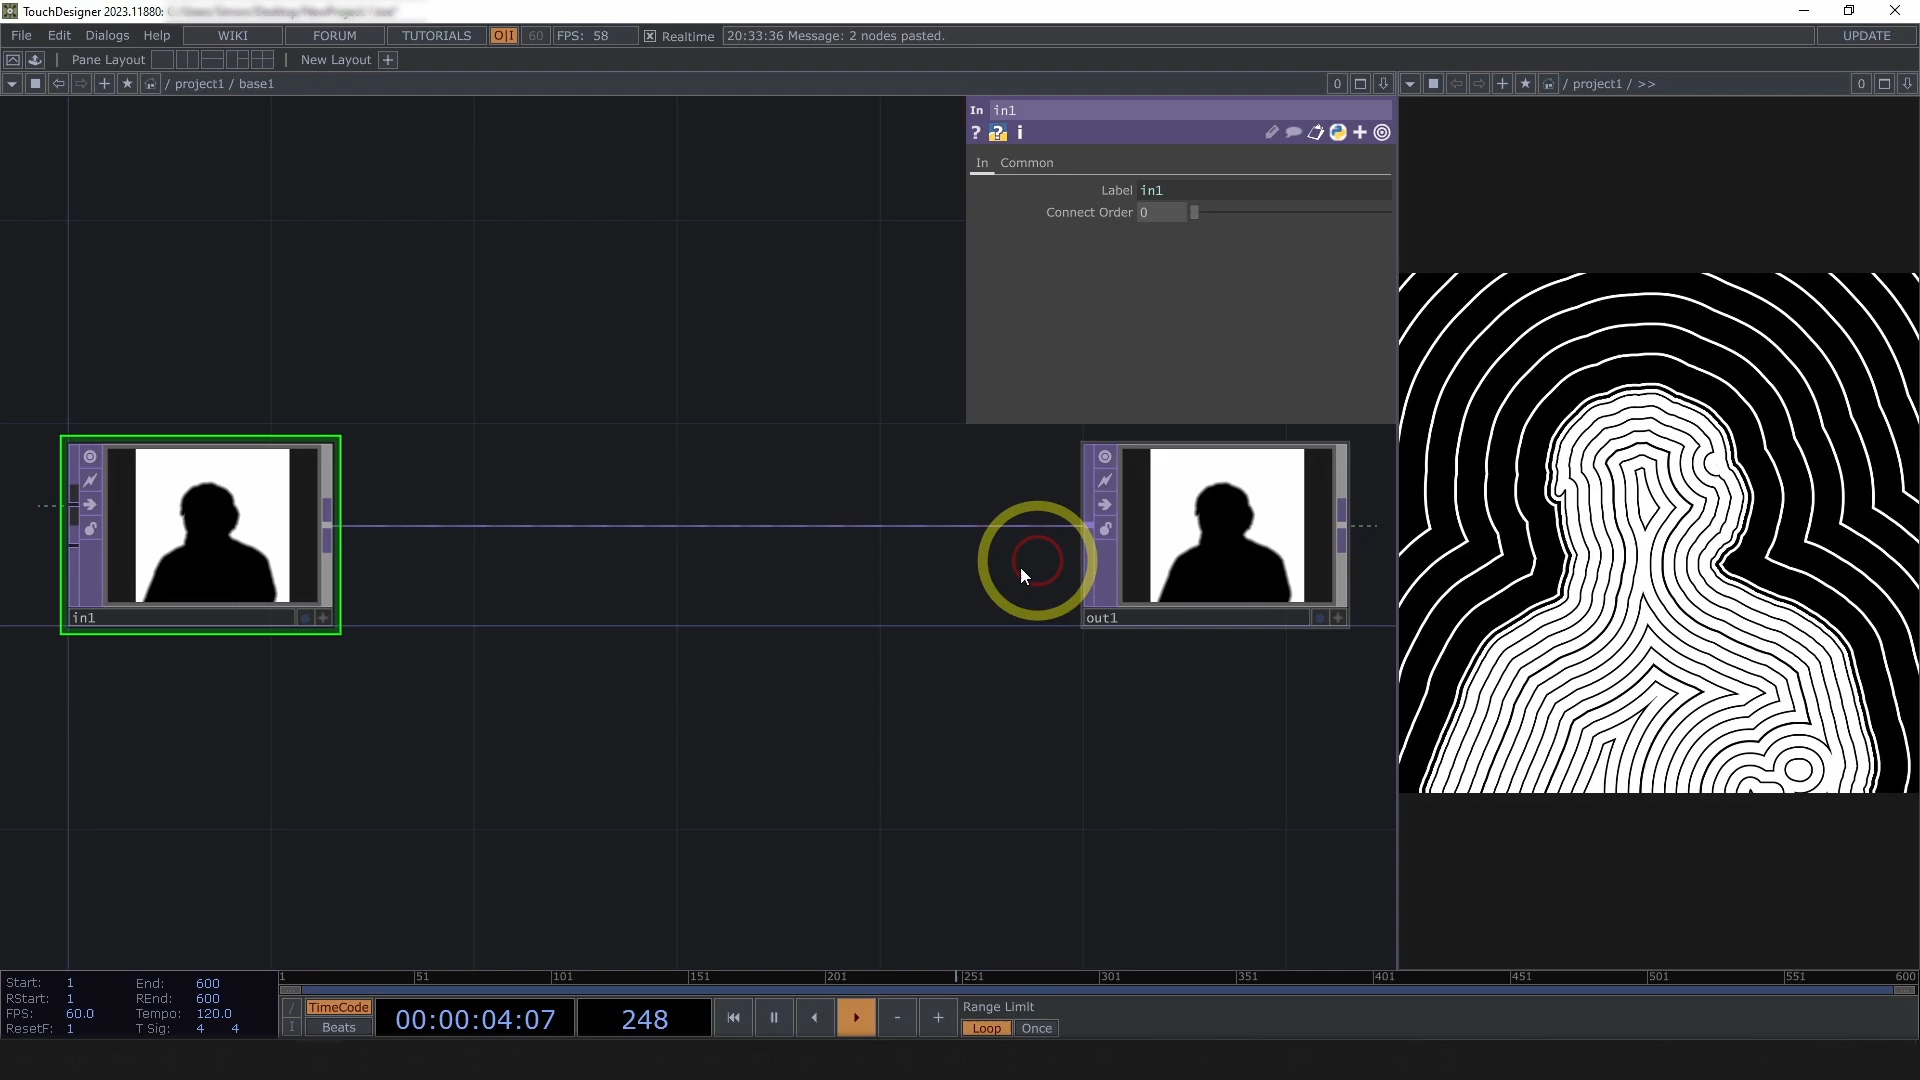 TouchDesigner 2023.11880:
File Edit Dialogs Help WIKI FORUM TUTORIALS O|I 60 FPS: 58 Realtime 20:33:36 Message: 2 nodes pasted. UPDATE
Pane Layout New Layout +
/ project1 / base1 0
/ project1 / >> 0
In in1
? ? i
In Common
Label in1
Connect Order 0
in1
out1
1 51 101 151 201 251 301 351 401 451 501 551 600
Start: 1 End: 600
RStart: 1 REnd: 600
FPS: 60.0 Tempo: 120.0
ResetF: 1 T Sig: 4 4
TimeCode
Beats
00:00:04:07
248
- +
Range Limit
Loop Once